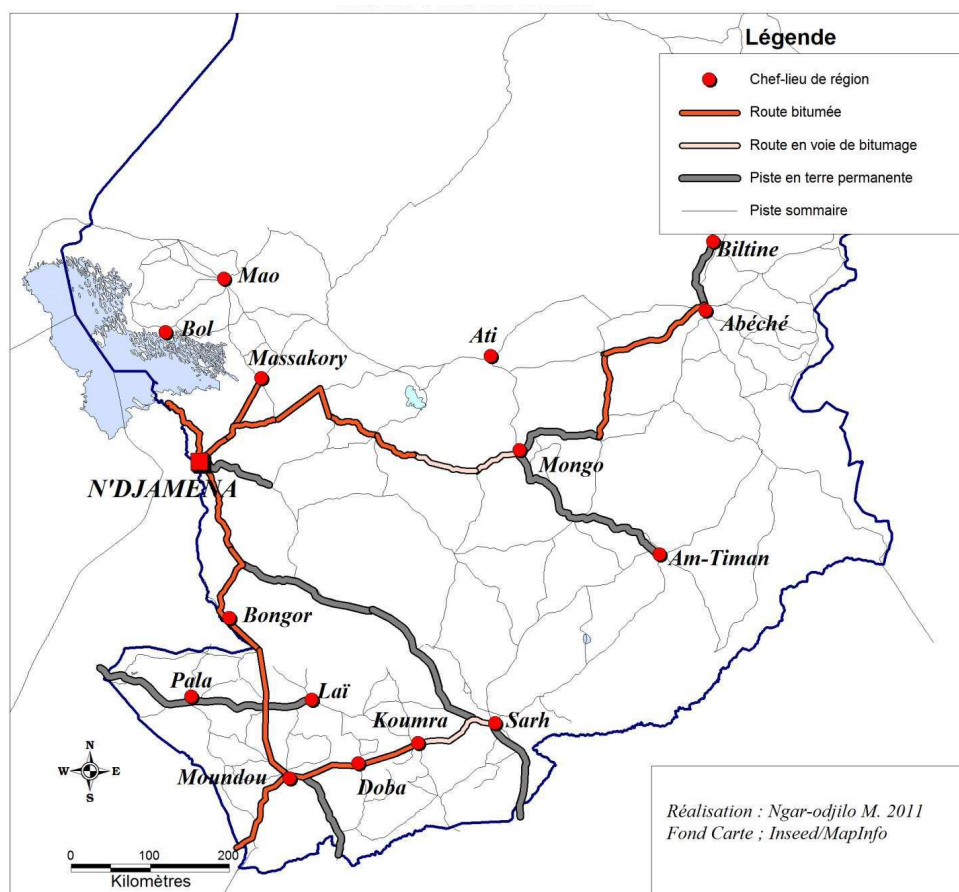 Légende
Chef-lieu de région
Route bitumée
Route en voie de bitumage
Piste en terre permanente
Piste sommaire
Biltine
Mao
Abéché
Bol
Ati
Massakory
Mongo
N'DJAMENA
Am-Timan
Bongor
Pala
Laï
Koumra
Sarh
Moundou
Doba
N
W E
S
0 100 200
Kilomètres
Réalisation : Ngar-odjilo M. 2011
Fond Carte ; Inseed/MapInfo